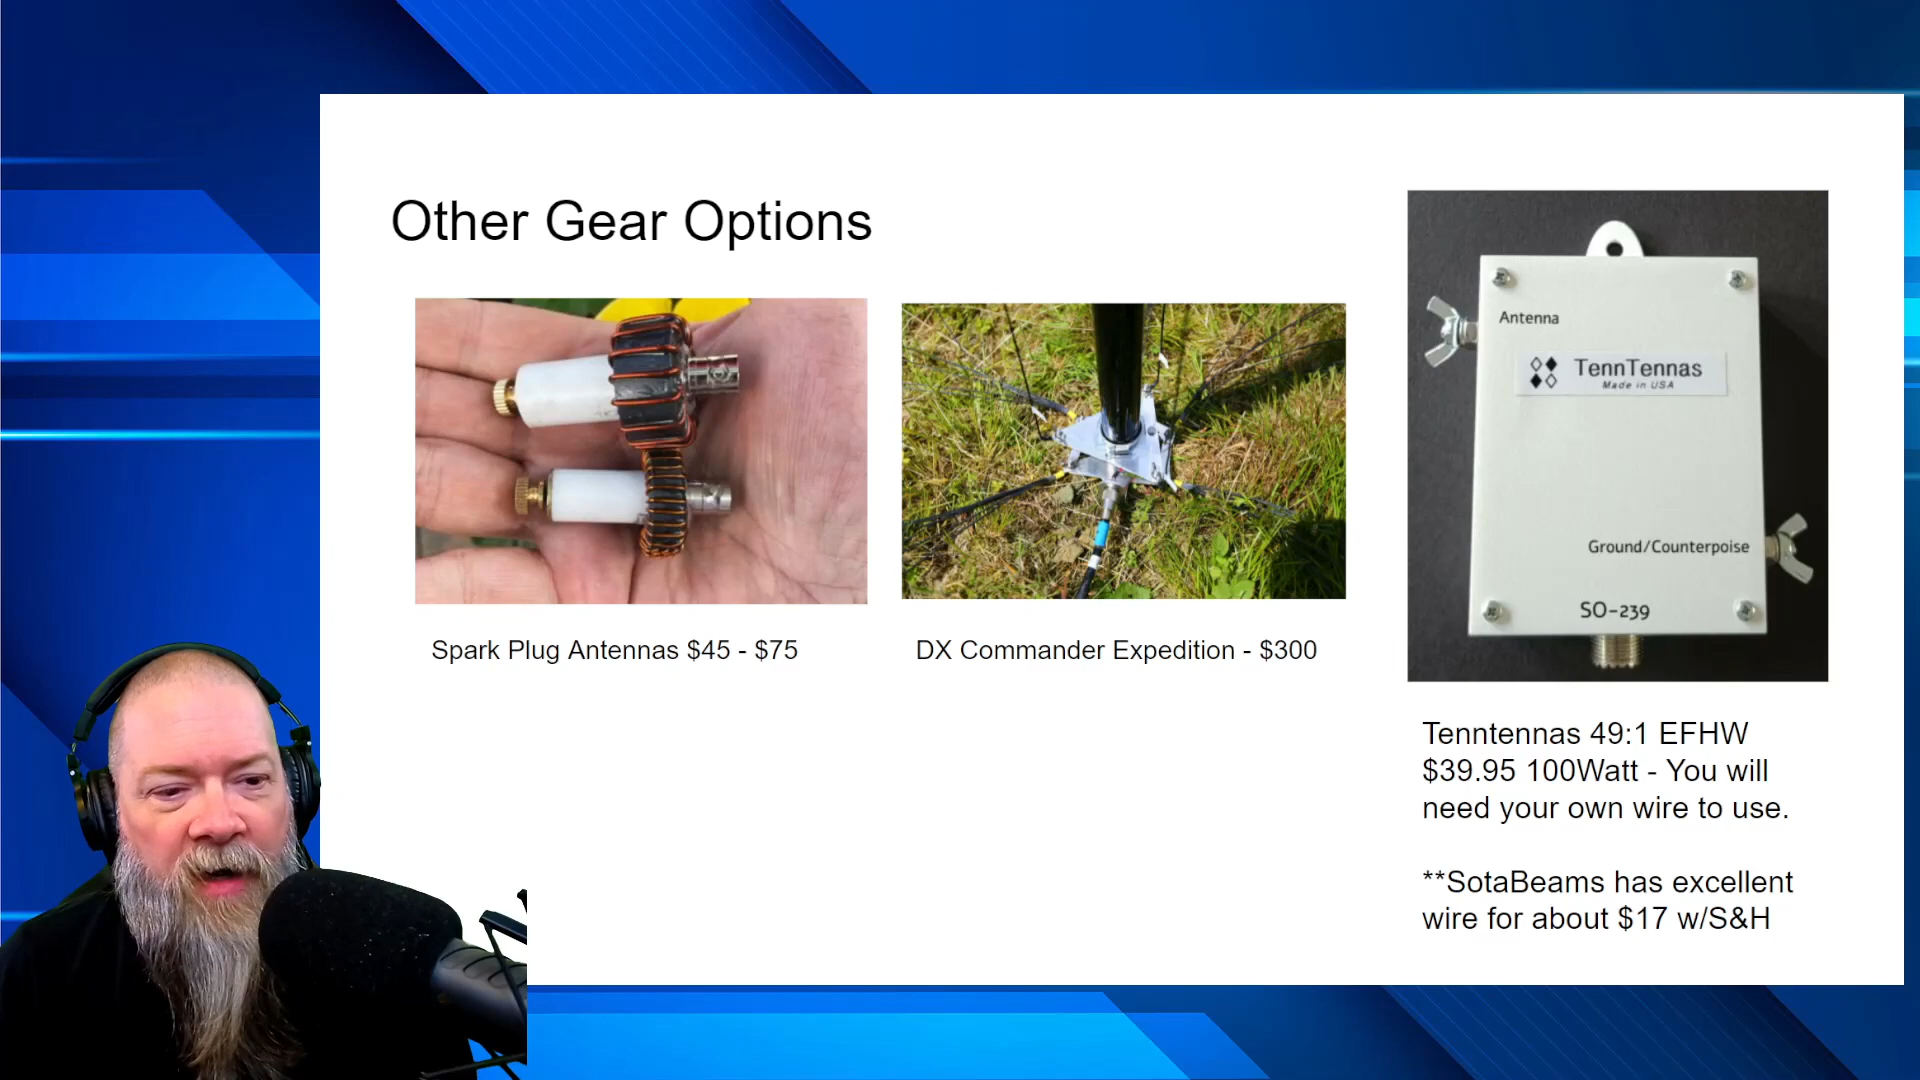 Other Gear Options
Spark Plug Antennas $45 - $75
DX Commander Expedition - $300
Antenna
TennTennas
Made in USA
Ground/Counterpoise
SO-239
Tenntennas 49:1 EFHW
$39.95 100Watt - You will
need your own wire to use.
**SotaBeams has excellent
wire for about $17 w/S&H